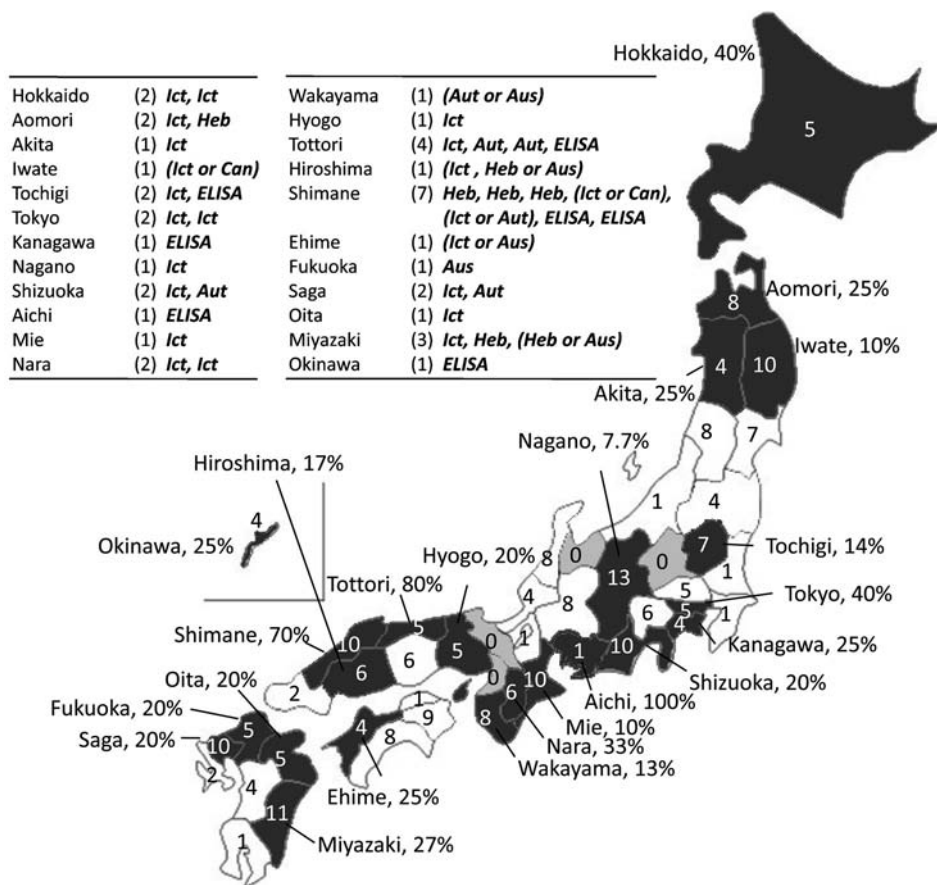 Hokkaido, 40%
Hokkaido (2) Ict, Ict
Aomori (2) Ict, Heb
Akita (1) Ict
Iwate (1) (Ict or Can)
Tochigi (2) Ict, ELISA
Tokyo (2) Ict, Ict
Kanagawa (1) ELISA
Nagano (1) Ict
Shizuoka (2) Ict, Aut
Aichi (1) ELISA
Mie (1) Ict
Nara (2) Ict, Ict
Wakayama (1) (Aut or Aus)
Hyogo (1) Ict
Tottori (4) Ict, Aut, Aut, ELISA
Hiroshima (1) (Ict , Heb or Aus)
Shimane (7) Heb, Heb, Heb, (Ict or Can),
(Ict or Aut), ELISA, ELISA
Ehime (1) (Ict or Aus)
Fukuoka (1) Aus
Saga (2) Ict, Aut
Oita (1) Ict
Miyazaki (3) Ict, Heb, (Heb or Aus)
Okinawa (1) ELISA
5
8
Aomori, 25%
4
10
Iwate, 10%
Akita, 25%
8
7
Nagano, 7.7%
Hiroshima, 17%
1
4
4
Okinawa, 25%
Hyogo, 20%
8
0
13
0
7
Tochigi, 14%
1
Tottori, 80%
4
8
5
6
Tokyo, 40%
5
4
1
Kanagawa, 25%
Shimane, 70%
10
5
6
6
5
0
1
0
1
10
Shizuoka, 20%
Aichi, 100%
10
6
8
Mie, 10%
Nara, 33%
Wakayama, 13%
Oita, 20%
2
1
9
4
8
Fukuoka, 20%
5
Saga, 20%
10
5
2
4
Ehime, 25%
11
1
Miyazaki, 27%